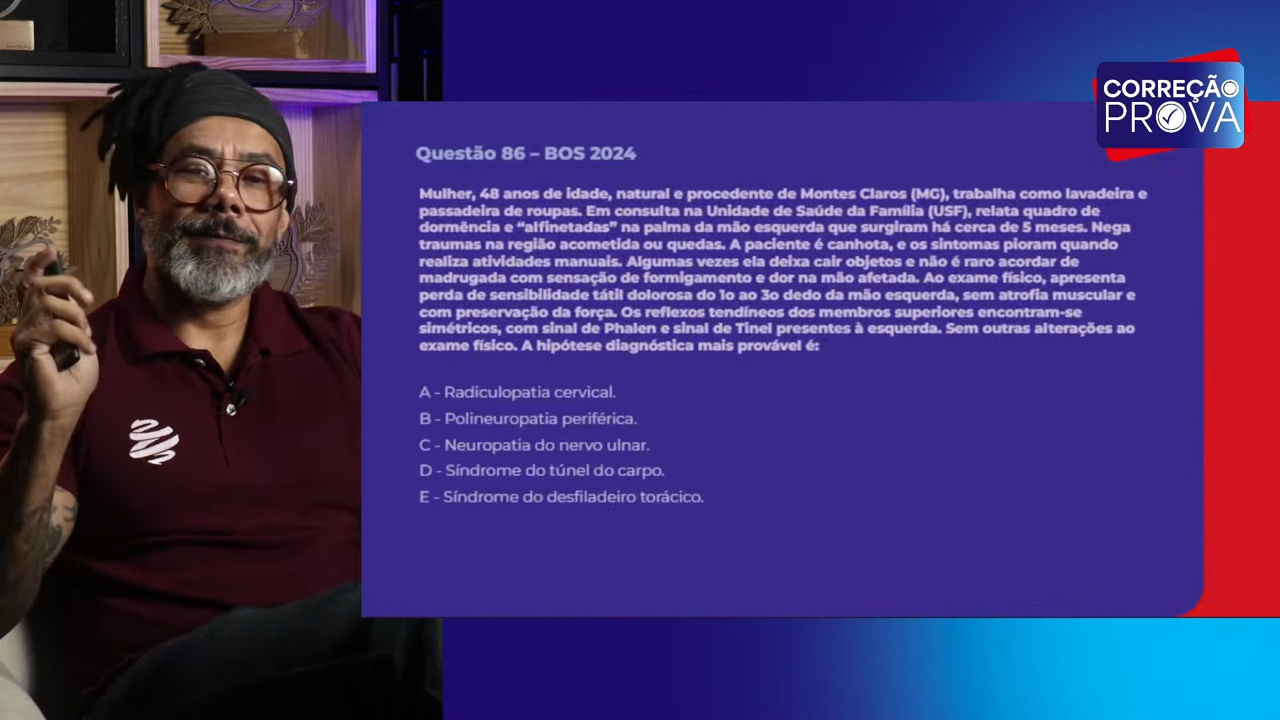 CORREÇÃO
PROVA
Questão 86 – BOS 2024
Mulher, 48 anos de idade, natural e procedente de Montes Claros (MG), trabalha como lavadeira e
passadeira de roupas. Em consulta na Unidade de Saúde da Família (USF), relata quadro de
dormência e “alfinetadas” na palma da mão esquerda que surgiram há cerca de 5 meses. Nega
traumas na região acometida ou quedas. A paciente é canhota, e os sintomas pioram quando
realiza atividades manuais. Algumas vezes ela deixa cair objetos e não é raro acordar de
madrugada com sensação de formigamento e dor na mão afetada. Ao exame físico, apresenta
perda de sensibilidade tátil dolorosa do 1o ao 3o dedo da mão esquerda, sem atrofia muscular e
com preservação da força. Os reflexos tendíneos dos membros superiores encontram-se
simétricos, com sinal de Phalen e sinal de Tinel presentes à esquerda. Sem outras alterações ao
exame físico. A hipótese diagnóstica mais provável é:
A - Radiculopatia cervical.
B - Polineuropatia periférica.
C - Neuropatia do nervo ulnar.
D - Síndrome do túnel do carpo.
E - Síndrome do desfiladeiro torácico.